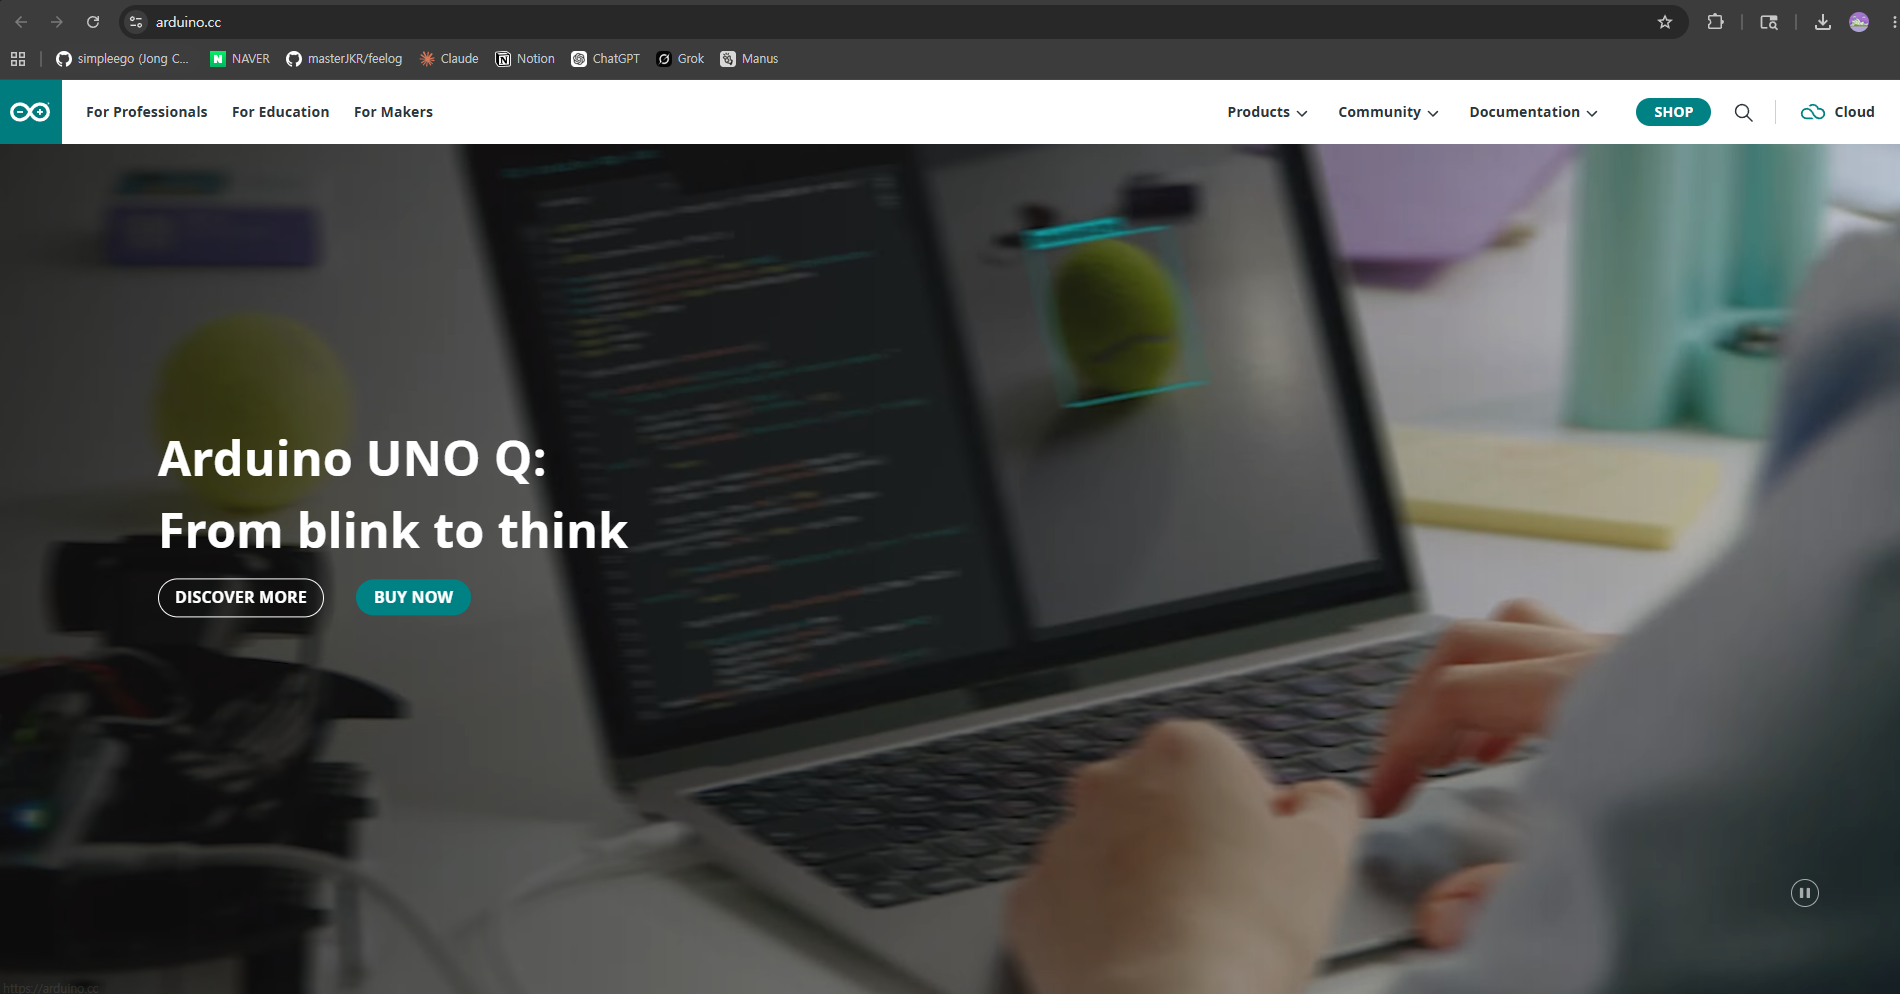 arduino.cc
simpleego (Jong C...
NAVER
masterJKR/feelog
Claude
Notion
ChatGPT
Grok
Manus
For Professionals
For Education
For Makers
Products
Community
Documentation
SHOP
Cloud
Arduino UNO Q:
From blink to think
DISCOVER MORE
BUY NOW
https://arduino.cc